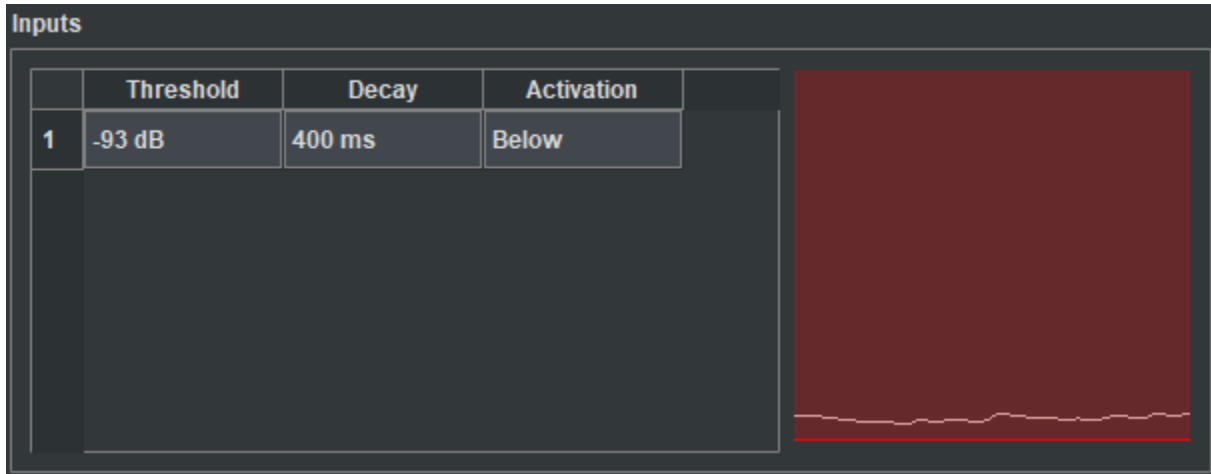 Inputs
Threshold Decay Activation
1 -93 dB 400 ms Below